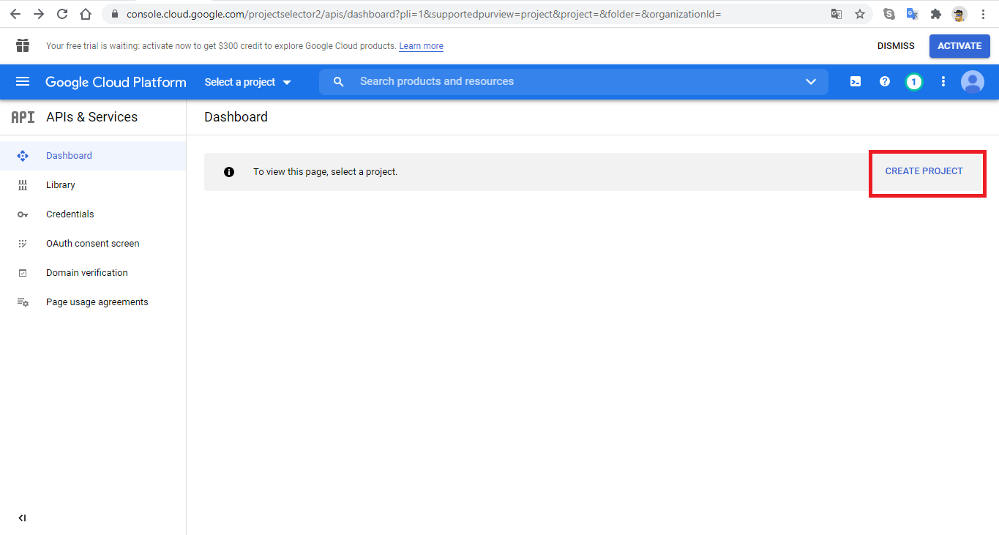 console.cloud.google.com/projectselector2/apis/dashboard?pli=1&supportedpurview=project&project=&folder=&organizationId=
Your free trial is waiting: activate now to get $300 credit to explore Google Cloud products. Learn more
DISMISS
ACTIVATE
Google Cloud Platform
Select a project
Search products and resources
1
API APIs & Services
Dashboard
Dashboard
Library
Credentials
OAuth consent screen
Domain verification
Page usage agreements
To view this page, select a project.
CREATE PROJECT